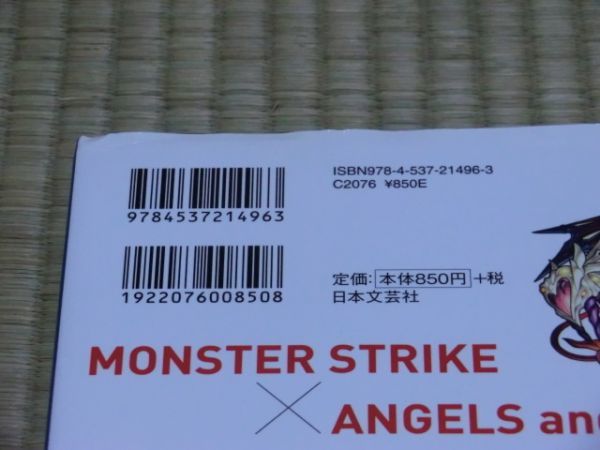 9784537214963
1922076008508
ISBN978-4-537-21496-3
C2076 ¥850E
定価: 本体850円 +税
日本文芸社
MONSTER STRIKE
× ANGELS and